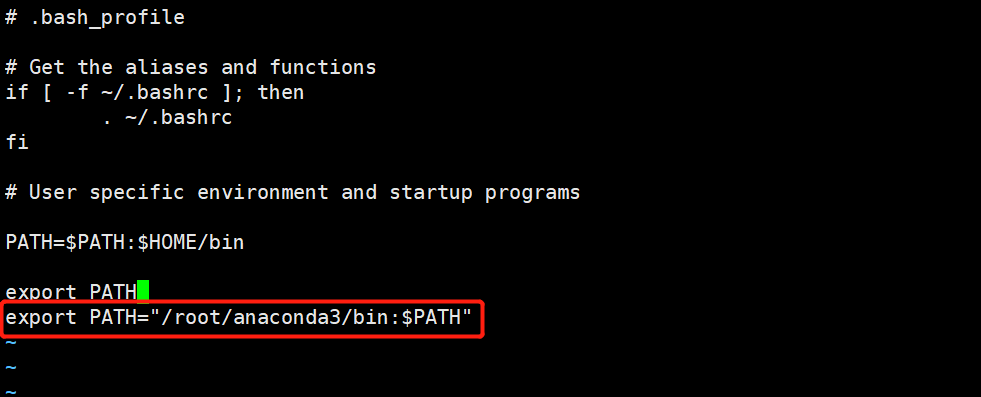 # .bash_profile
# Get the aliases and functions
if [ -f ~/.bashrc ]; then
        . ~/.bashrc
fi
# User specific environment and startup programs
PATH=$PATH:$HOME/bin
export PATH
export PATH="/root/anaconda3/bin:$PATH"
~
~
~